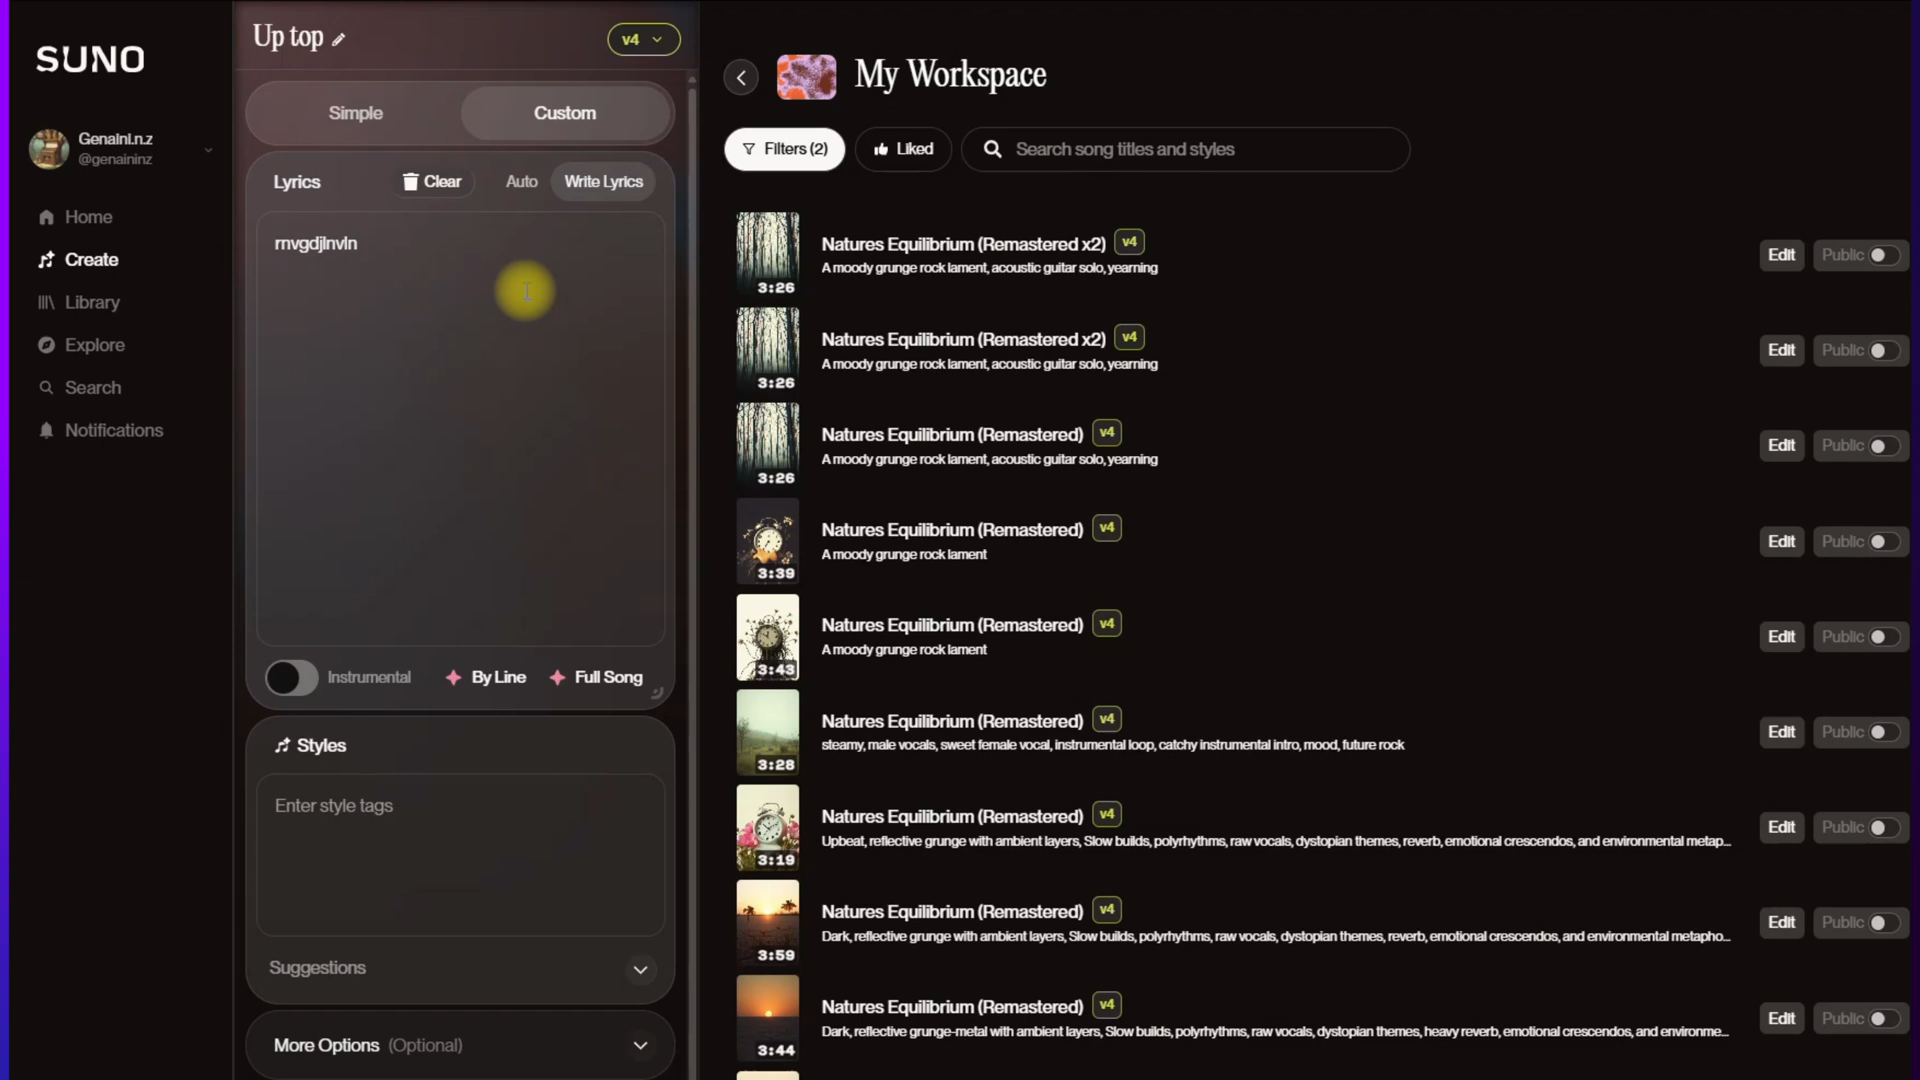 SUNO
Genaini.n.z
@genaininz
Home
Create
Library
Explore
Search
Notifications
Up top
v4
Simple
Custom
Lyrics
Clear
Auto
Write Lyrics
rnvgdjlnvln
Instrumental
By Line
Full Song
Styles
Enter style tags
Suggestions
More Options (Optional)
My Workspace
Filters (2)
Liked
Search song titles and styles
Natures Equilibrium (Remastered x2) v4
A moody grunge rock lament, acoustic guitar solo, yearning
3:26
Edit
Public
Natures Equilibrium (Remastered x2) v4
A moody grunge rock lament, acoustic guitar solo, yearning
3:26
Edit
Public
Natures Equilibrium (Remastered) v4
A moody grunge rock lament, acoustic guitar solo, yearning
3:26
Edit
Public
Natures Equilibrium (Remastered) v4
A moody grunge rock lament
3:39
Edit
Public
Natures Equilibrium (Remastered) v4
A moody grunge rock lament
3:43
Edit
Public
Natures Equilibrium (Remastered) v4
steamy, male vocals, sweet female vocal, instrumental loop, catchy instrumental intro, mood, future rock
3:28
Edit
Public
Natures Equilibrium (Remastered) v4
Upbeat, reflective grunge with ambient layers, Slow builds, polyrhythms, raw vocals, dystopian themes, reverb, emotional crescendos, and environmental metap...
3:19
Edit
Public
Natures Equilibrium (Remastered) v4
Dark, reflective grunge with ambient layers, Slow builds, polyrhythms, raw vocals, dystopian themes, reverb, emotional crescendos, and environmental metapho...
3:59
Edit
Public
Natures Equilibrium (Remastered) v4
Dark, reflective grunge-metal with ambient layers, Slow builds, polyrhythms, raw vocals, dystopian themes, heavy reverb, emotional crescendos, and environme...
3:44
Edit
Public